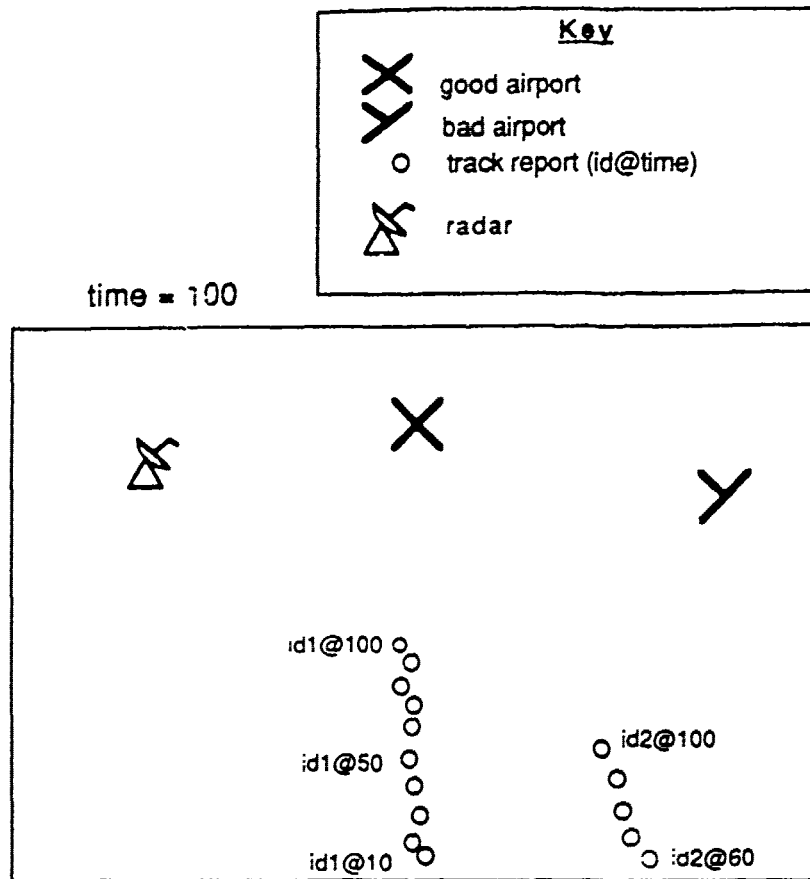 Key
good airport
bad airport
track report (id@time)
radar
time = 100
id1@100
id2@100
id1@50
id1@10
id2@60